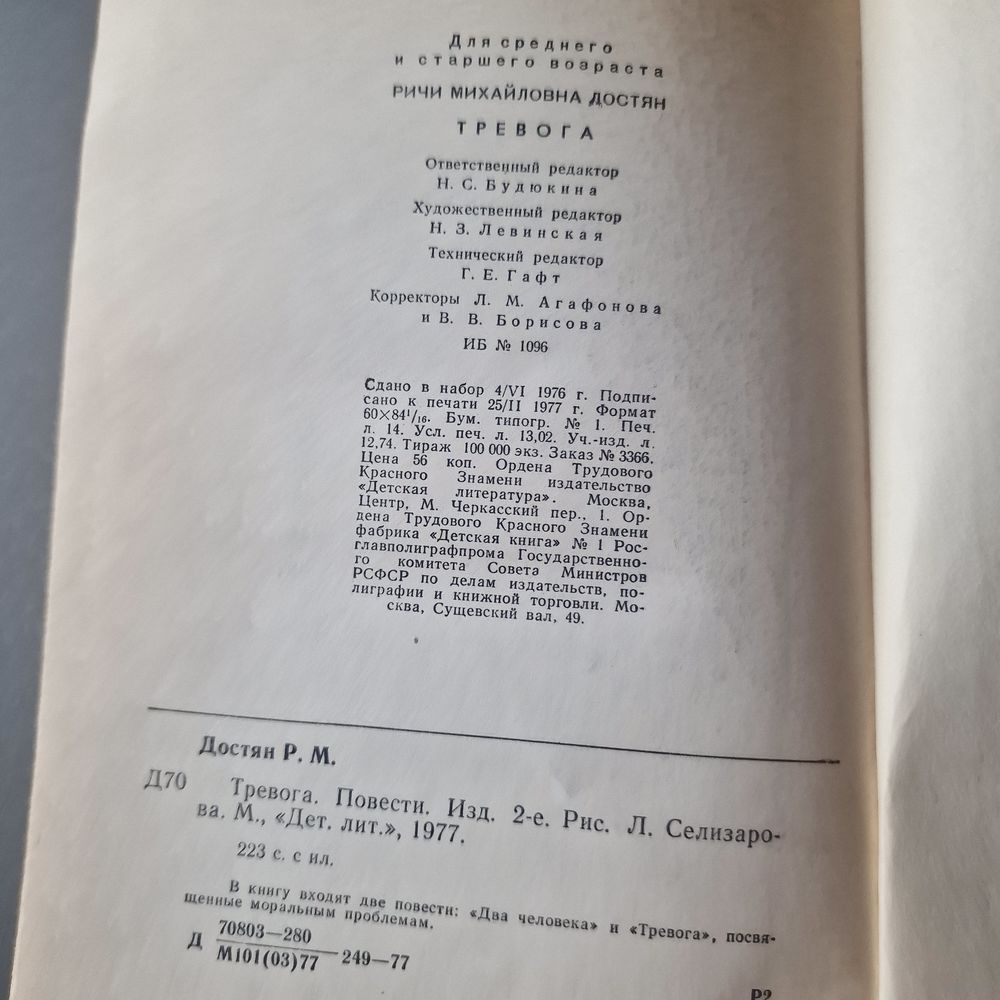 Для среднего
и старшего возраста
РИЧИ МИХАЙЛОВНА ДОСТЯН
ТРЕВОГА
Ответственный редактор
Н. С. Будюкина
Художественный редактор
Н. З. Левинская
Технический редактор
Г. Е. Гафт
Корректоры Л. М. Агафонова
и В. В. Борисова
ИБ № 1096
Сдано в набор 4/VI 1976 г. Подпи-
сано к печати 25/II 1977 г. Формат
60×84¹/₁₆. Бум. типогр. № 1. Печ.
л. 14. Усл. печ. л. 13,02. Уч.-изд. л.
12,74. Тираж 100 000 экз. Заказ № 3366.
Цена 56 коп. Ордена Трудового
Красного Знамени издательство
«Детская литература». Москва,
Центр, М. Черкасский пер., 1. Ор-
дена Трудового Красного Знамени
фабрика «Детская книга» № 1 Рос-
главполиграфпрома Государственно-
го комитета Совета Министров
РСФСР по делам издательств, по-
лиграфии и книжной торговли. Мо-
сква, Сущевский вал, 49.
Достян Р. М.
Д70 Тревога. Повести. Изд. 2-е. Рис. Л. Селизаро-
ва. М., «Дет. лит.», 1977.
223 с. с ил.
В книгу входят две повести: «Два человека» и «Тревога», посвя-
щенные моральным проблемам.
Д 70803—280
М101(03)77 249—77
Р2